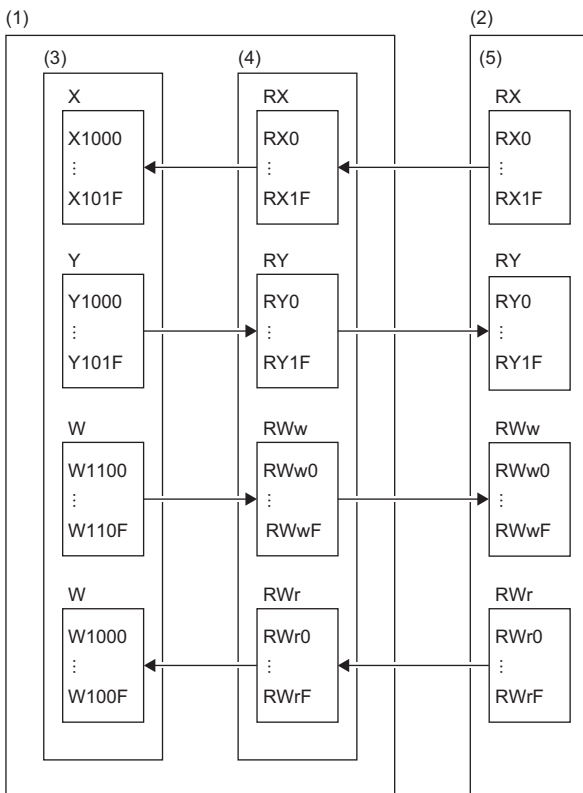 (1)
(2)
(3)
(4)
(5)
X
RX
RX
X1000
RX0
RX0
⋮
⋮
⋮
X101F
RX1F
RX1F
Y
RY
RY
Y1000
RY0
RY0
⋮
⋮
⋮
Y101F
RY1F
RY1F
W
RWw
RWw
W1100
RWw0
RWw0
⋮
⋮
⋮
W110F
RWwF
RWwF
W
RWr
RWr
W1000
RWr0
RWr0
⋮
⋮
⋮
W100F
RWrF
RWrF